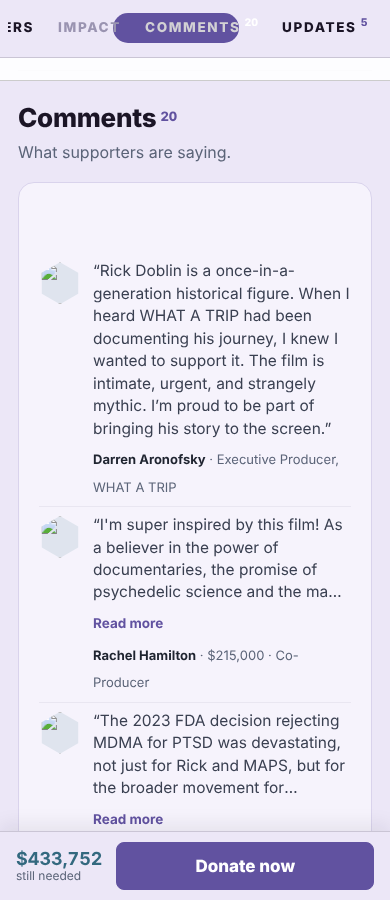 ERS IMPACT COMMENTS 20 UPDATES 5
Comments 20
What supporters are saying.
“Rick Doblin is a once-in-a-
generation historical figure. When I
heard WHAT A TRIP had been
documenting his journey, I knew I
wanted to support it. The film is
intimate, urgent, and strangely
mythic. I’m proud to be part of
bringing his story to the screen.”
Darren Aronofsky · Executive Producer,
WHAT A TRIP
“I'm super inspired by this film! As
a believer in the power of
documentaries, the promise of
psychedelic science and the ma...
Read more
Rachel Hamilton · $215,000 · Co-
Producer
“The 2023 FDA decision rejecting
MDMA for PTSD was devastating,
not just for Rick and MAPS, but for
the broader movement for...
Read more
$433,752
still needed
Donate now